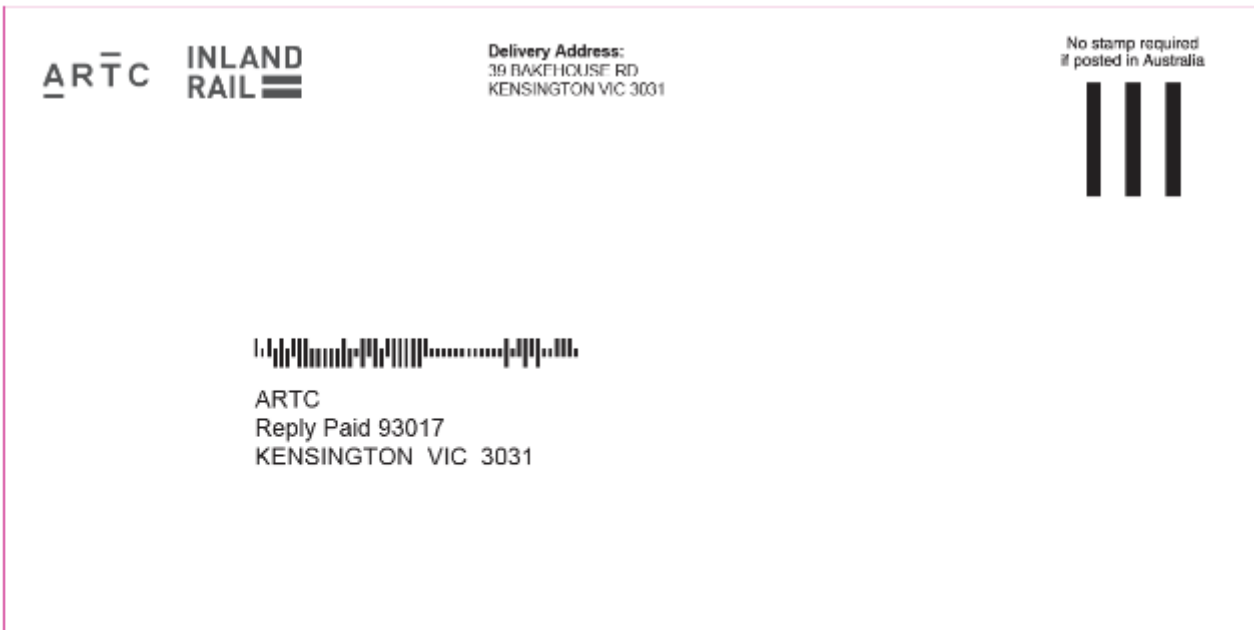 ARTC
INLAND
RAIL
Delivery Address:
39 BAKEHOUSE RD
KENSINGTON VIC 3031
No stamp required
if posted in Australia
ARTC
Reply Paid 93017
KENSINGTON VIC 3031